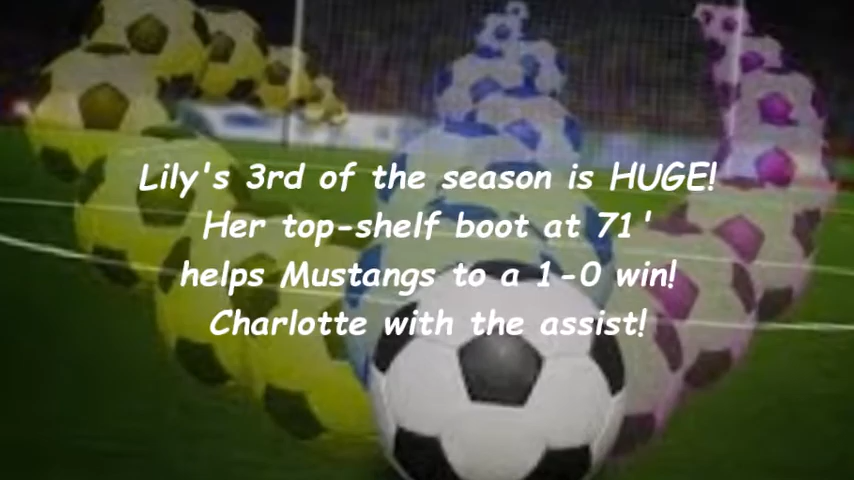 Lily's 3rd of the season is HUGE!
Her top-shelf boot at 71'
helps Mustangs to a 1-0 win!
Charlotte with the assist!